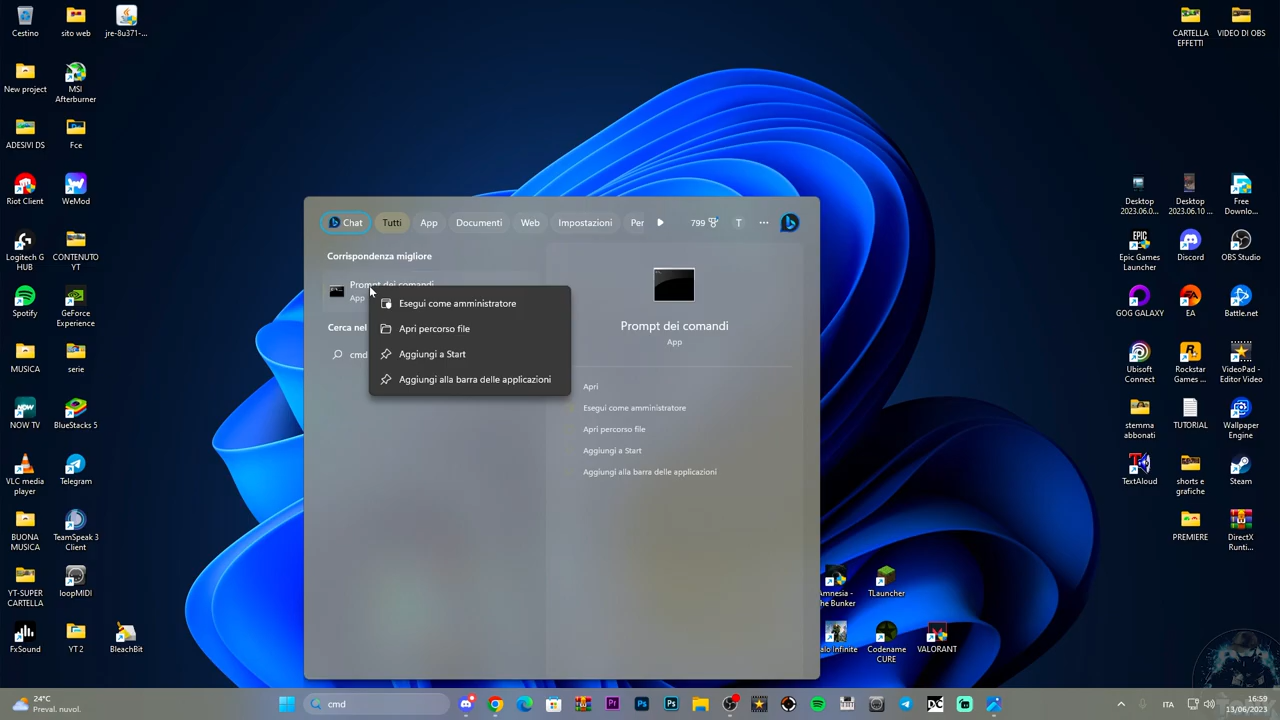 Cestino
sito web
jre-8u371-...
New project
MSI
Afterburner
ADESIVI DS
Fce
Riot Client
WeMod
Logitech G
HUB
CONTENUTO
YT
Spotify
GeForce
Experience
MUSICA
serie
NOW TV
BlueStacks 5
VLC media
player
Telegram
BUONA
MUSICA
TeamSpeak 3
Client
YT-SUPER
CARTELLA
loopMIDI
FxSound
YT 2
BleachBit
Chat
Tutti
App
Documenti
Web
Impostazioni
Per
799
T
...
Corrispondenza migliore
Prompt dei comandi
App
Cerca nel
cmd
Esegui come amministratore
Apri percorso file
Aggiungi a Start
Aggiungi alla barra delle applicazioni
Prompt dei comandi
App
Apri
Esegui come amministratore
Apri percorso file
Aggiungi a Start
Aggiungi alla barra delle applicazioni
CARTELLA
EFFETTI
VIDEO DI OBS
Desktop
2023.06.0...
Desktop
2023.06.10 ...
Free
Downlo...
Epic Games
Launcher
Discord
OBS Studio
GOG GALAXY
EA
Battle.net
Ubisoft
Connect
Rockstar
Games ...
VideoPad -
Editor Video
stemma
abbonati
TUTORIAL
Wallpaper
Engine
TextAloud
shorts e
grafiche
Steam
PREMIERE
DirectX
Runti...
Amnesia -
The Bunker
TLauncher
Halo Infinite
Codename
CURE
VALORANT
24°C
Preval. nuvol.
cmd
ITA
16:59
13/06/2023